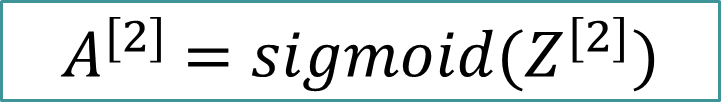 A^{[2]} = sigmoid(Z^{[2]})